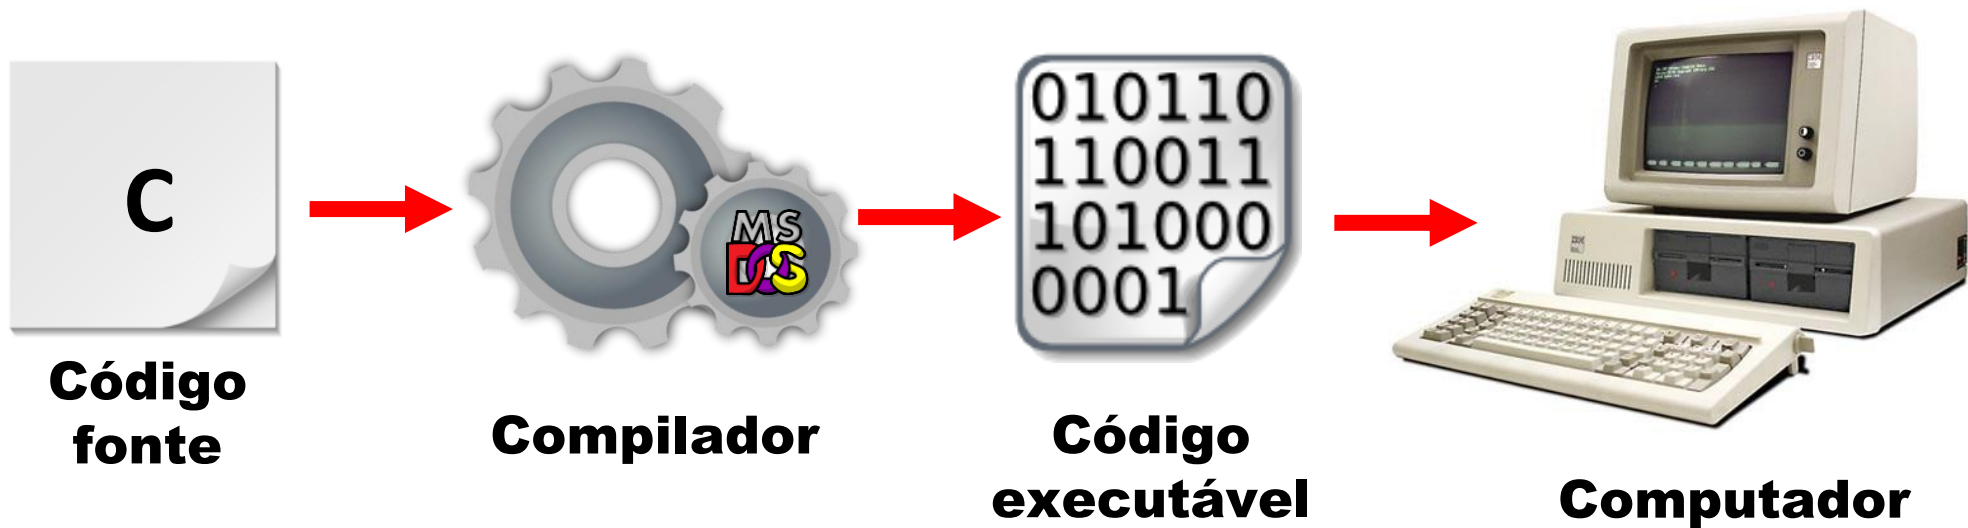 C
Código
fonte
MS
DOS
Compilador
010110
110011
101000
0001
Código
executável
IBM
Computador